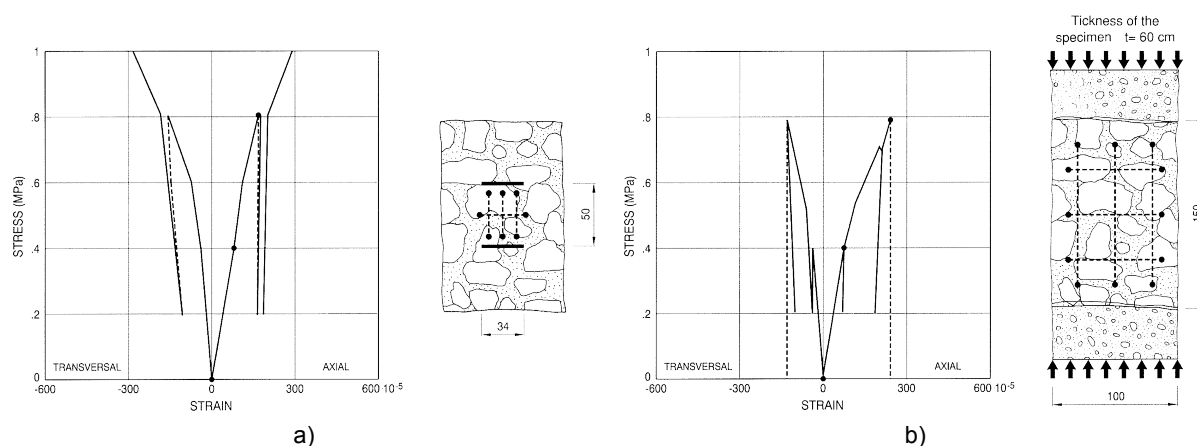 1
.8
.6
.4
.2
0
STRESS (MPa)
TRANSVERSAL
AXIAL
-600
-300
0
300
600 10⁻⁵
STRAIN
50
34
a)
1
.8
.6
.4
.2
0
STRESS (MPa)
TRANSVERSAL
AXIAL
-600
-300
0
300
600 10⁻⁵
STRAIN
b)
Tickness of the
specimen t= 60 cm
150
100